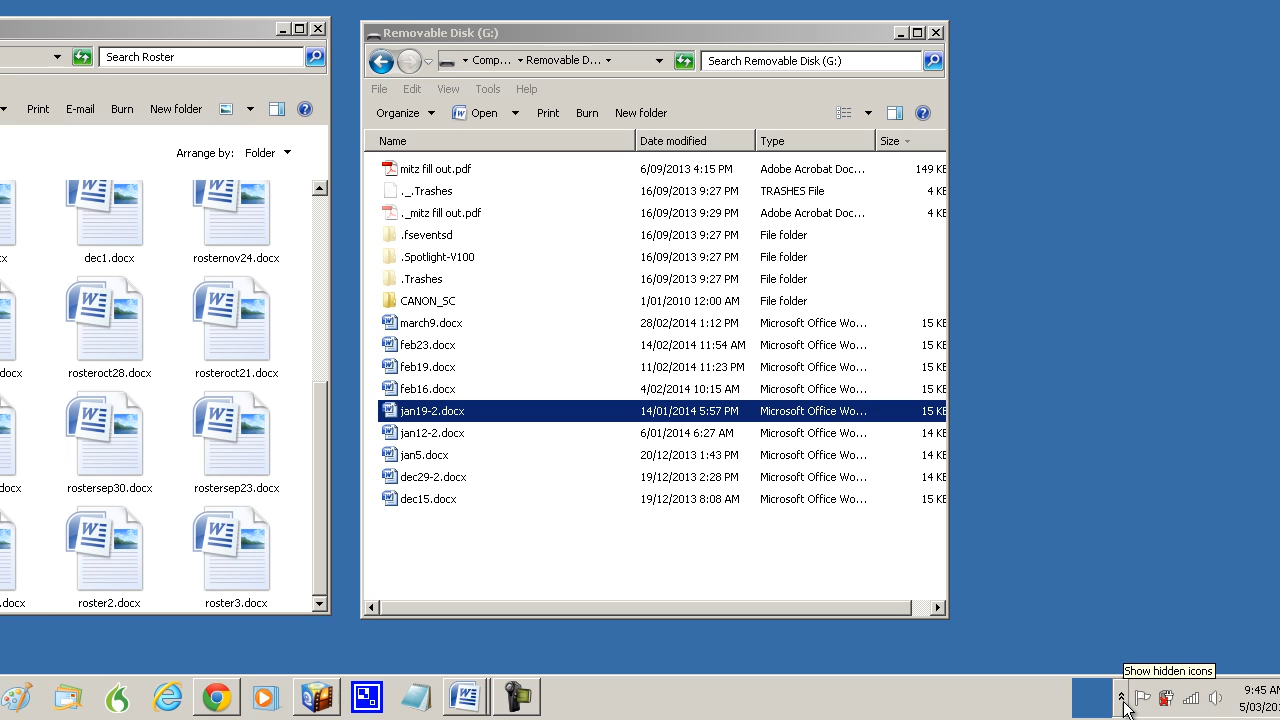 Search Roster
Print E-mail Burn New folder
Arrange by: Folder
cx dec1.docx rosternov24.docx
docx rosteroct28.docx rosteroct21.docx
docx rostersep30.docx rostersep23.docx
.docx roster2.docx roster3.docx
Removable Disk (G:)
Comp... Removable D... Search Removable Disk (G:)
File Edit View Tools Help
Organize Open Print Burn New folder
Name Date modified Type Size
mitz fill out.pdf 6/09/2013 4:15 PM Adobe Acrobat Doc... 149 KB
._.Trashes 16/09/2013 9:27 PM TRASHES File 4 KB
._mitz fill out.pdf 16/09/2013 9:29 PM Adobe Acrobat Doc... 4 KB
.fseventsd 16/09/2013 9:27 PM File folder
.Spotlight-V100 16/09/2013 9:27 PM File folder
.Trashes 16/09/2013 9:27 PM File folder
CANON_SC 1/01/2010 12:00 AM File folder
march9.docx 28/02/2014 1:12 PM Microsoft Office Wo... 15 KB
feb23.docx 14/02/2014 11:54 AM Microsoft Office Wo... 15 KB
feb19.docx 11/02/2014 11:23 PM Microsoft Office Wo... 15 KB
feb16.docx 4/02/2014 10:15 AM Microsoft Office Wo... 15 KB
jan19-2.docx 14/01/2014 5:57 PM Microsoft Office Wo... 15 KB
jan12-2.docx 6/01/2014 6:27 AM Microsoft Office Wo... 14 KB
jan5.docx 20/12/2013 1:43 PM Microsoft Office Wo... 14 KB
dec29-2.docx 19/12/2013 2:28 PM Microsoft Office Wo... 14 KB
dec15.docx 19/12/2013 8:08 AM Microsoft Office Wo... 15 KB
Show hidden icons
9:45 AM
5/03/20